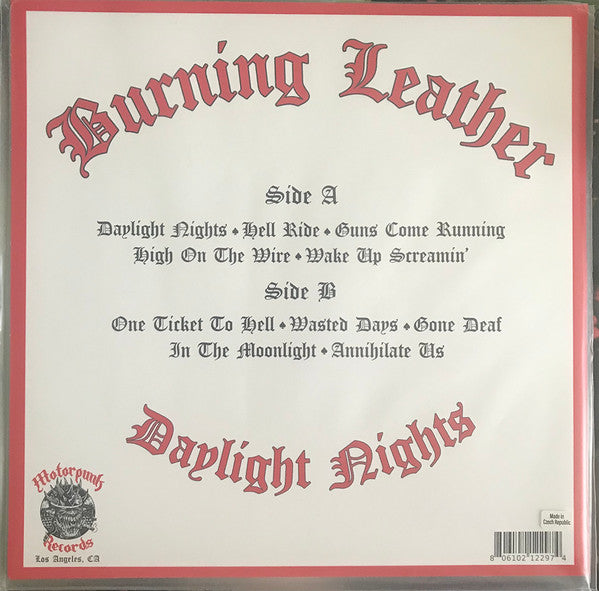 Burning Leather
Side A
Daylight Nights ♠ Hell Ride ♠ Guns Come Running
High On The Wire ♠ Wake Up Screamin'
Side B
One Ticket To Hell ♠ Wasted Days ♠ Gone Deaf
In The Moonlight ♠ Annihilate Us
Daylight Nights
Motorpunk
Records
Los Angeles, CA
Made in
Czech Republic
8 06102 12297 4